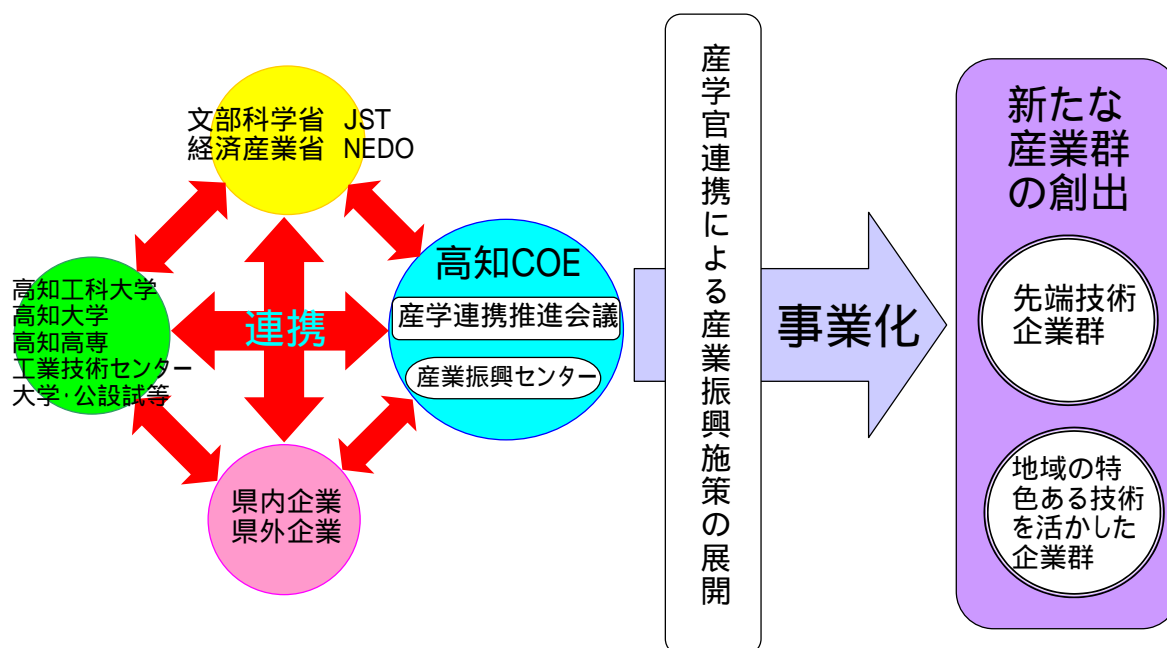 文部科学省 JST
経済産業省 NEDO
高知工科大学
高知大学
高知高専
工業技術センター
大学・公設試等
連携
高知COE
産学連携推進会議
産業振興センター
県内企業
県外企業
産学官連携による産業振興施策の展開
事業化
新たな
産業群
の創出
先端技術
企業群
地域の特
色ある技術
を活かした
企業群